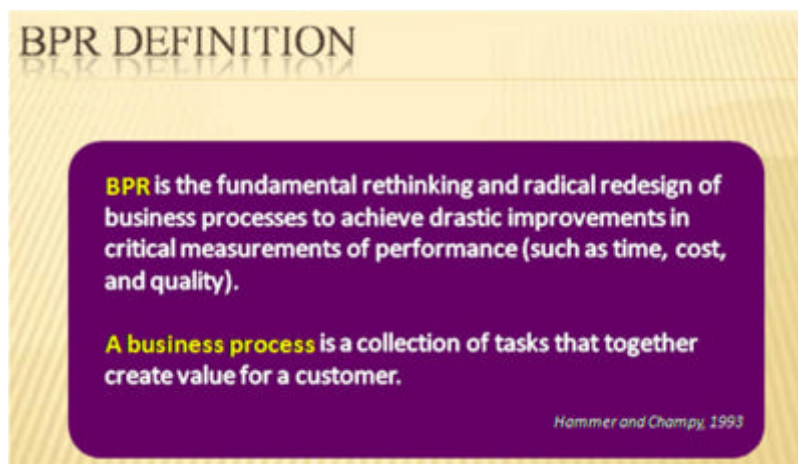 BPR DEFINITION
BPR is the fundamental rethinking and radical redesign of
business processes to achieve drastic improvements in
critical measurements of performance (such as time, cost,
and quality).
A business process is a collection of tasks that together
create value for a customer.
Hammer and Champy, 1993